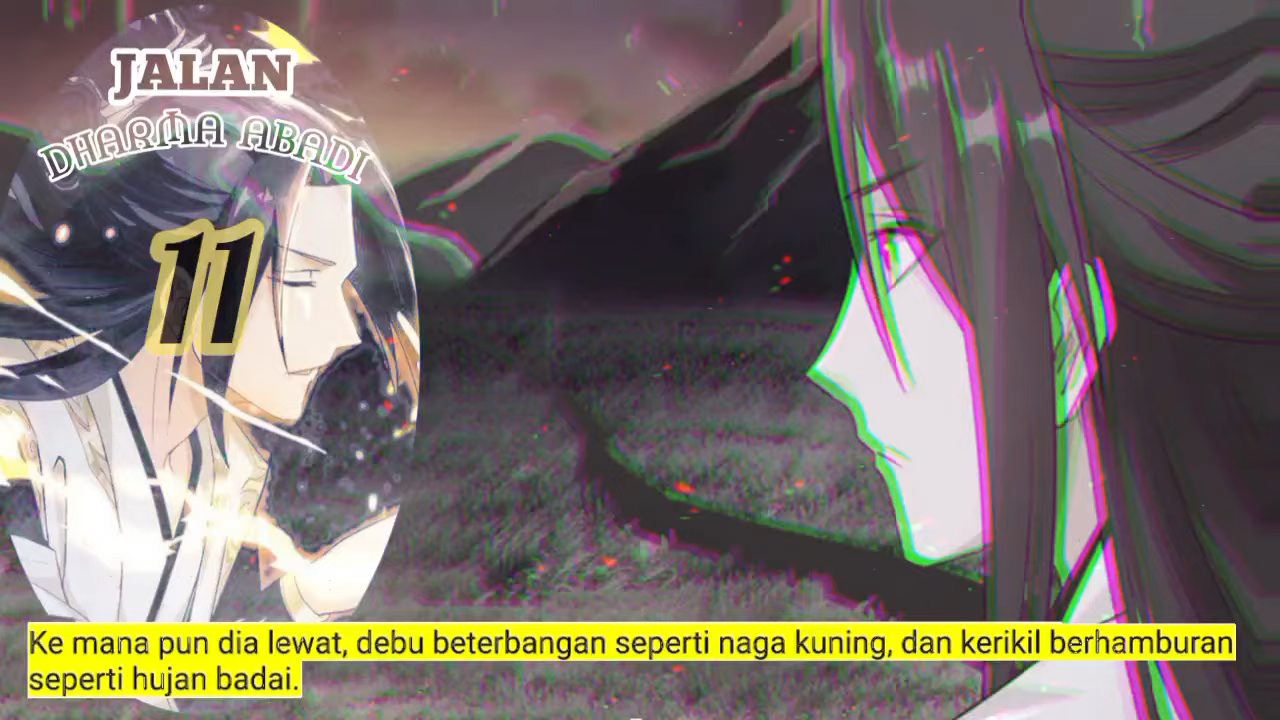 JALAN
DHARMA ABADI
11
Ke mana pun dia lewat, debu beterbangan seperti naga kuning, dan kerikil berhamburan
seperti hujan badai.